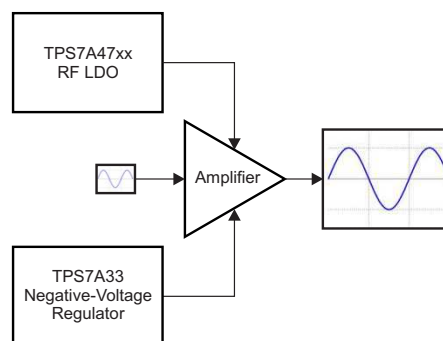 TPS7A47xx
RF LDO
Amplifier
TPS7A33
Negative-Voltage
Regulator